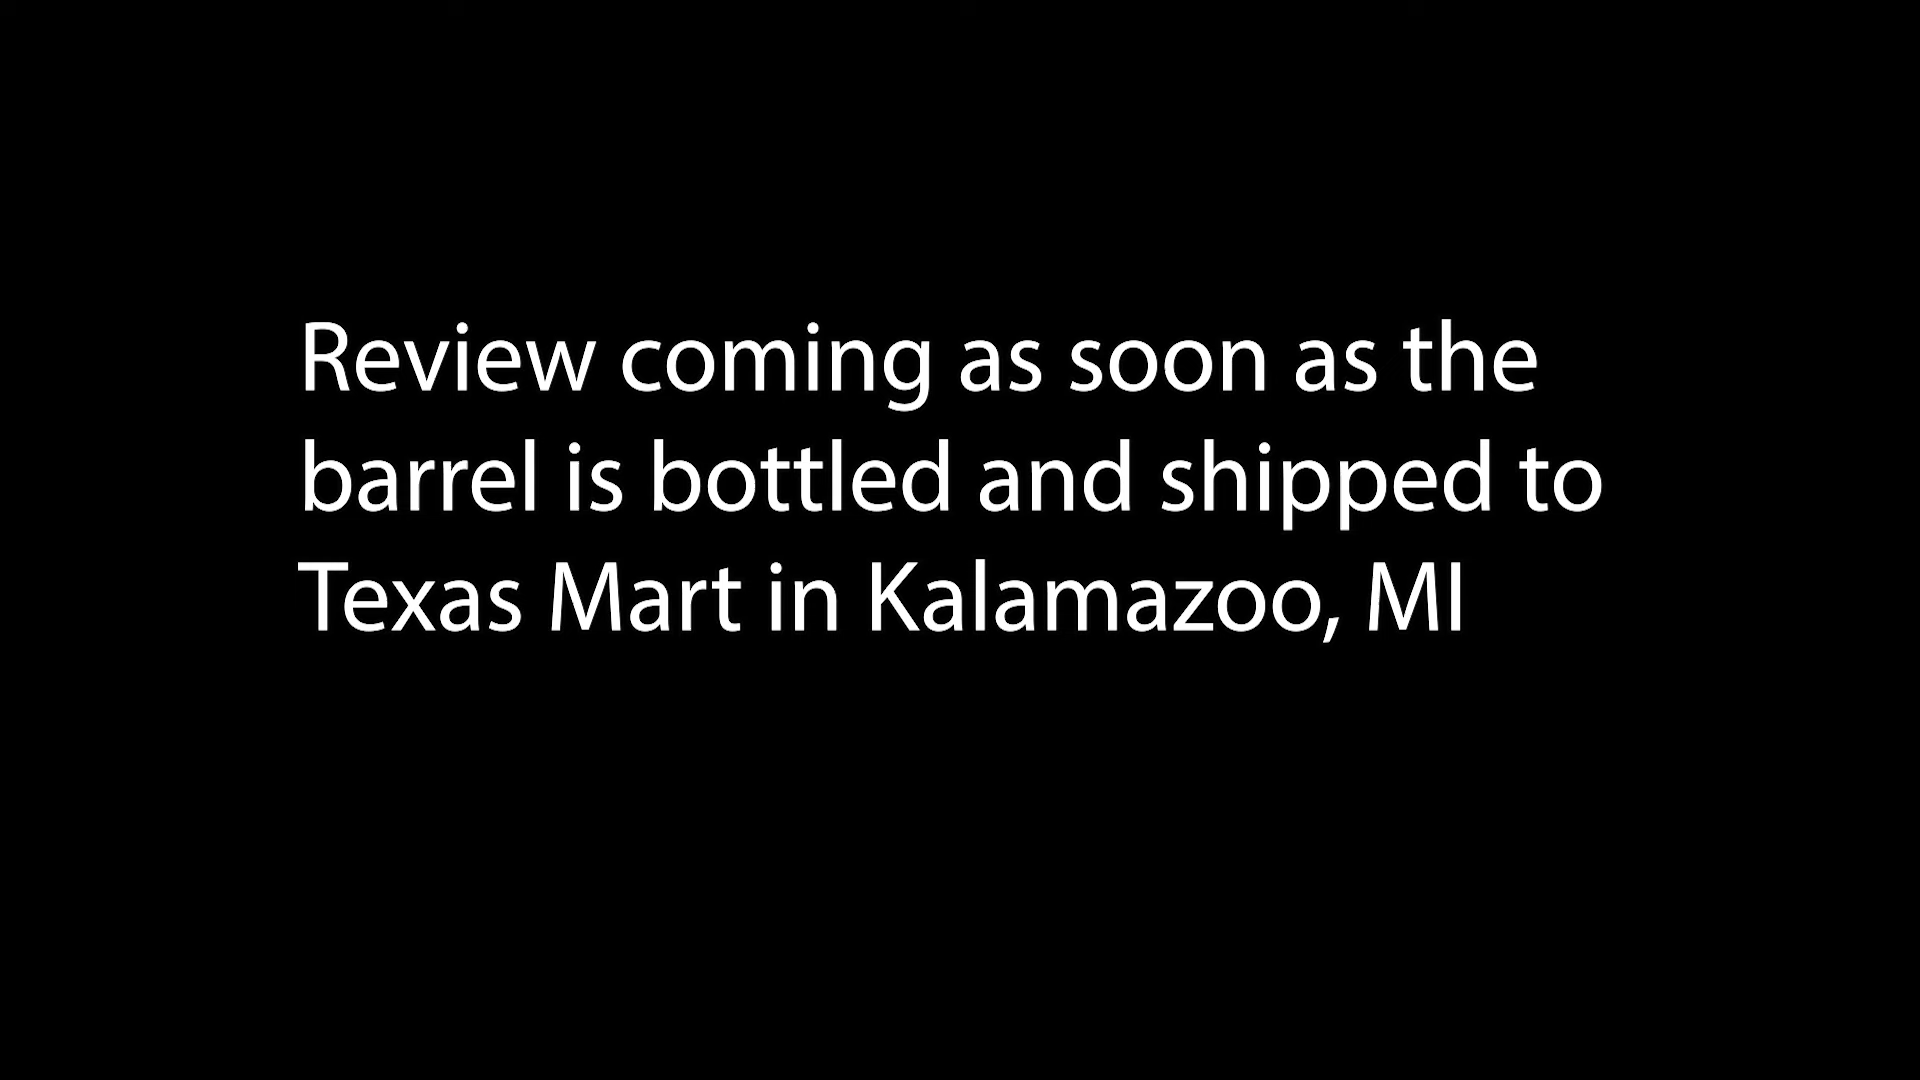 Review coming as soon as the
barrel is bottled and shipped to
Texas Mart in Kalamazoo, MI